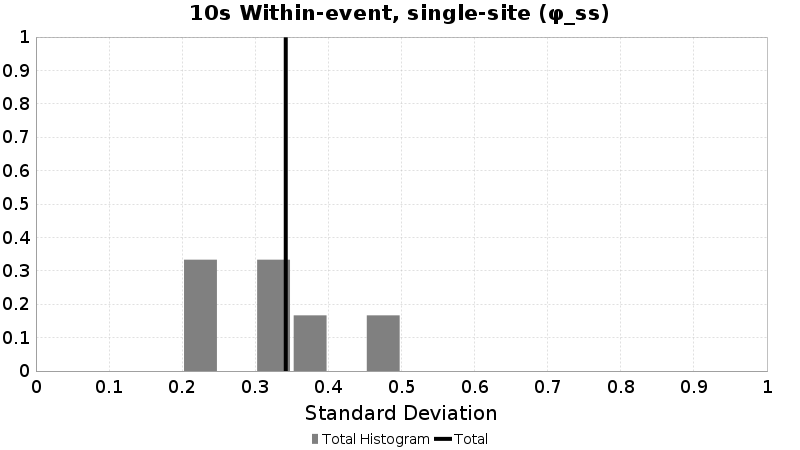 10s Within-event, single-site (φ_ss)
1
0.9
0.8
0.7
0.6
0.5
0.4
0.3
0.2
0.1
0
0 0.1 0.2 0.3 0.4 0.5 0.6 0.7 0.8 0.9 1
Standard Deviation
Total Histogram Total